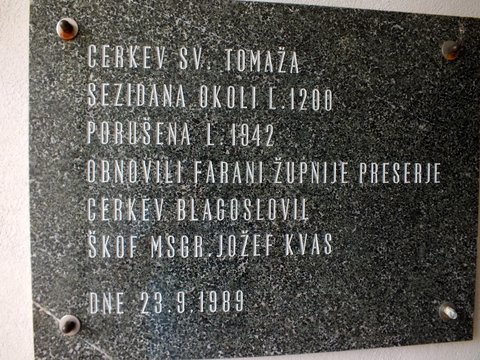 CERKEV SV. TOMAŽA
ŠEZIDANA OKOLI L.1200
PORUŠENA L.1942
OBNOVILI FARANI ŽUPNIJE PRESERJE
CERKEV BLAGOSLOVIL
ŠKOF MSGR. JOŽEF KVAS
DNE 23.9.1989